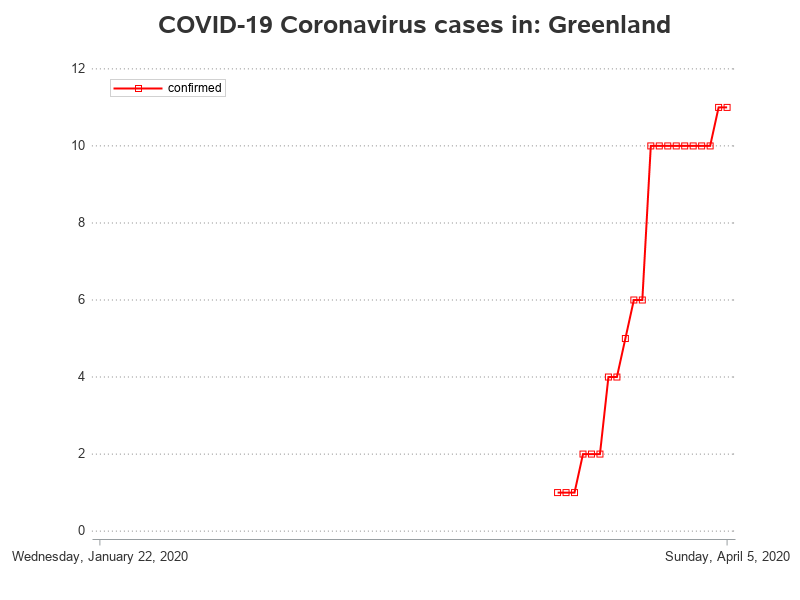 COVID-19 Coronavirus cases in: Greenland
12
confirmed
10
8
6
4
2
0
Wednesday, January 22, 2020
Sunday, April 5, 2020